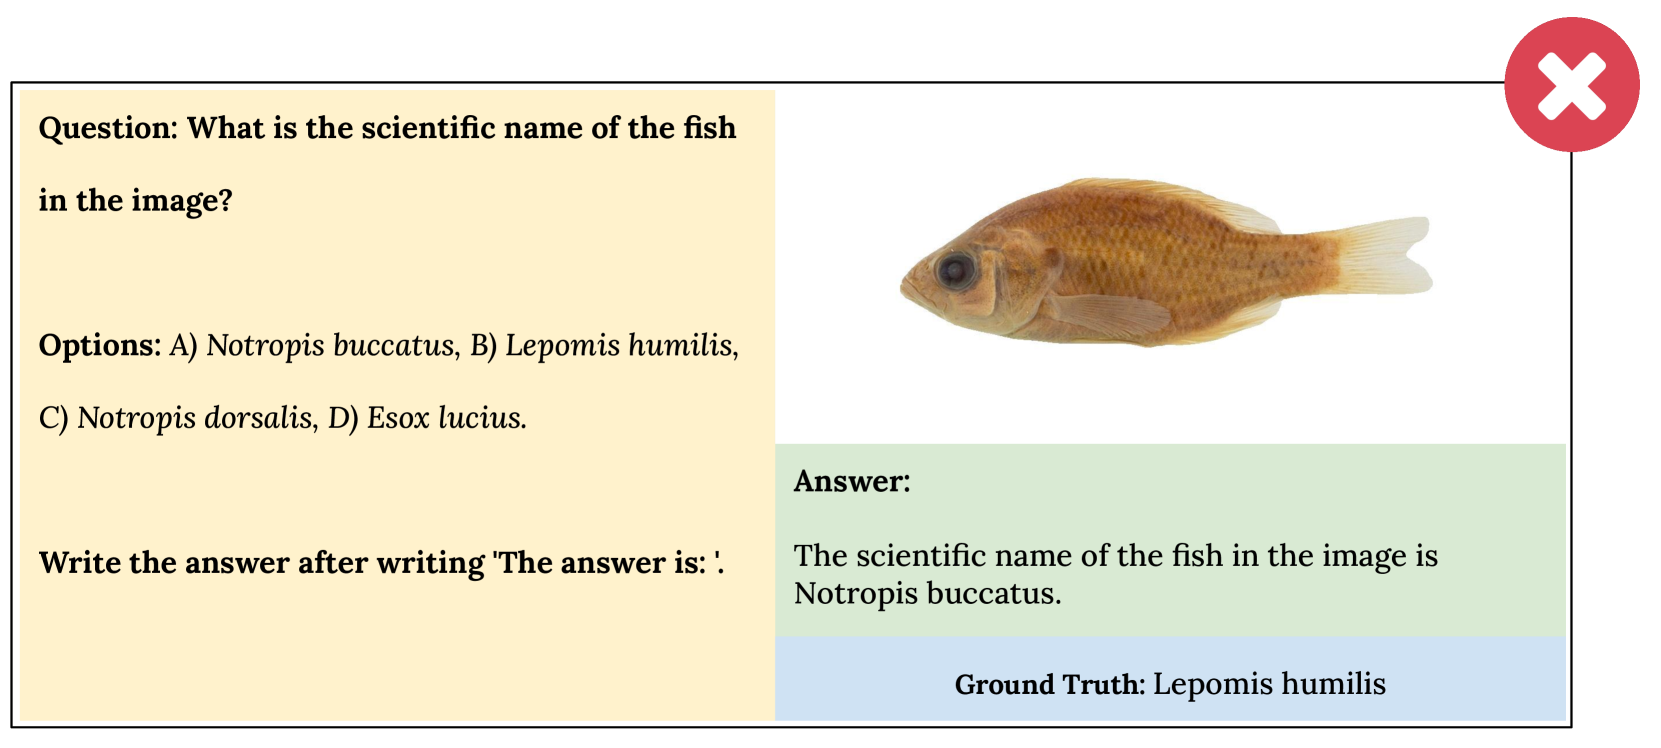 Question: What is the scientific name of the fish
in the image?
Options: A) Notropis buccatus, B) Lepomis humilis,
C) Notropis dorsalis, D) Esox lucius.
Write the answer after writing 'The answer is: '.
Answer:
The scientific name of the fish in the image is
Notropis buccatus.
Ground Truth: Lepomis humilis